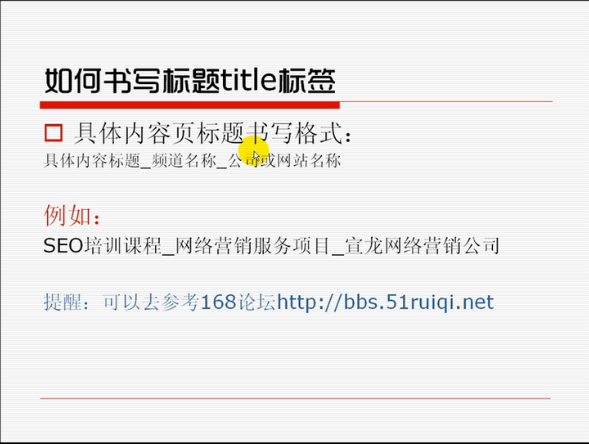 如何书写标题title标签
具体内容页标题书写格式：
具体内容标题_频道名称_公司或网站名称
例如：
SEO培训课程_网络营销服务项目_宣龙网络营销公司
提醒：可以去参考168论坛http://bbs.51ruiqi.net